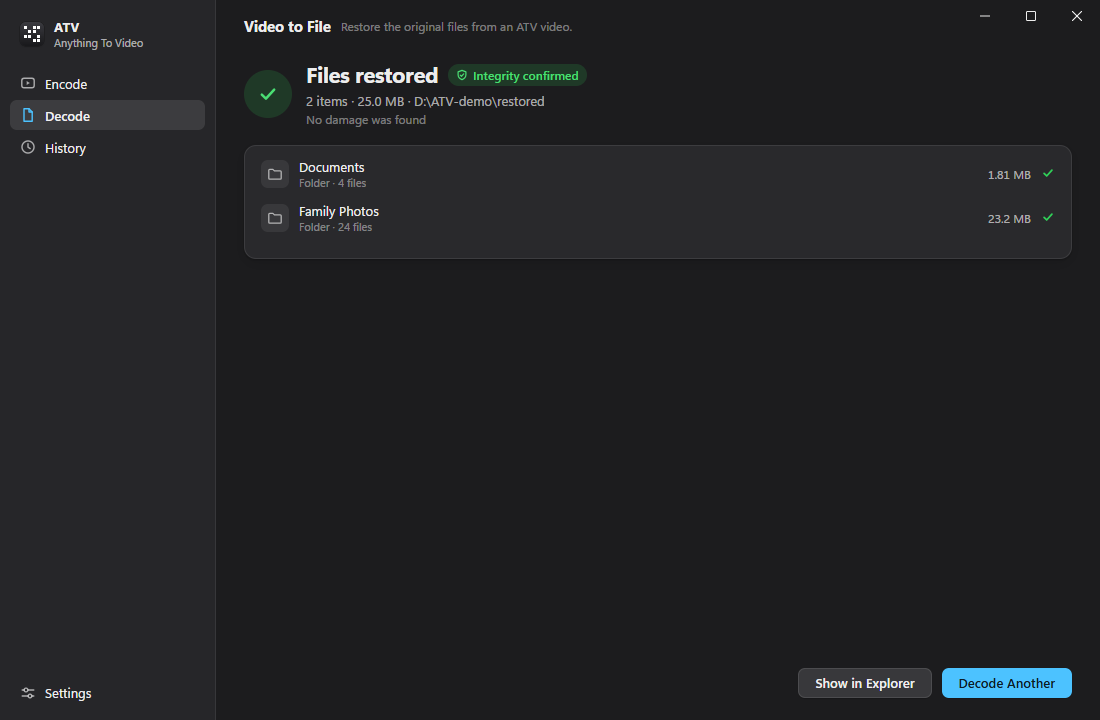 ATV
Anything To Video
Encode
Decode
History
Settings
Video to File Restore the original files from an ATV video.
Files restored Integrity confirmed
2 items · 25.0 MB · D:\ATV-demo\restored
No damage was found
Documents
Folder · 4 files
1.81 MB
Family Photos
Folder · 24 files
23.2 MB
Show in Explorer
Decode Another